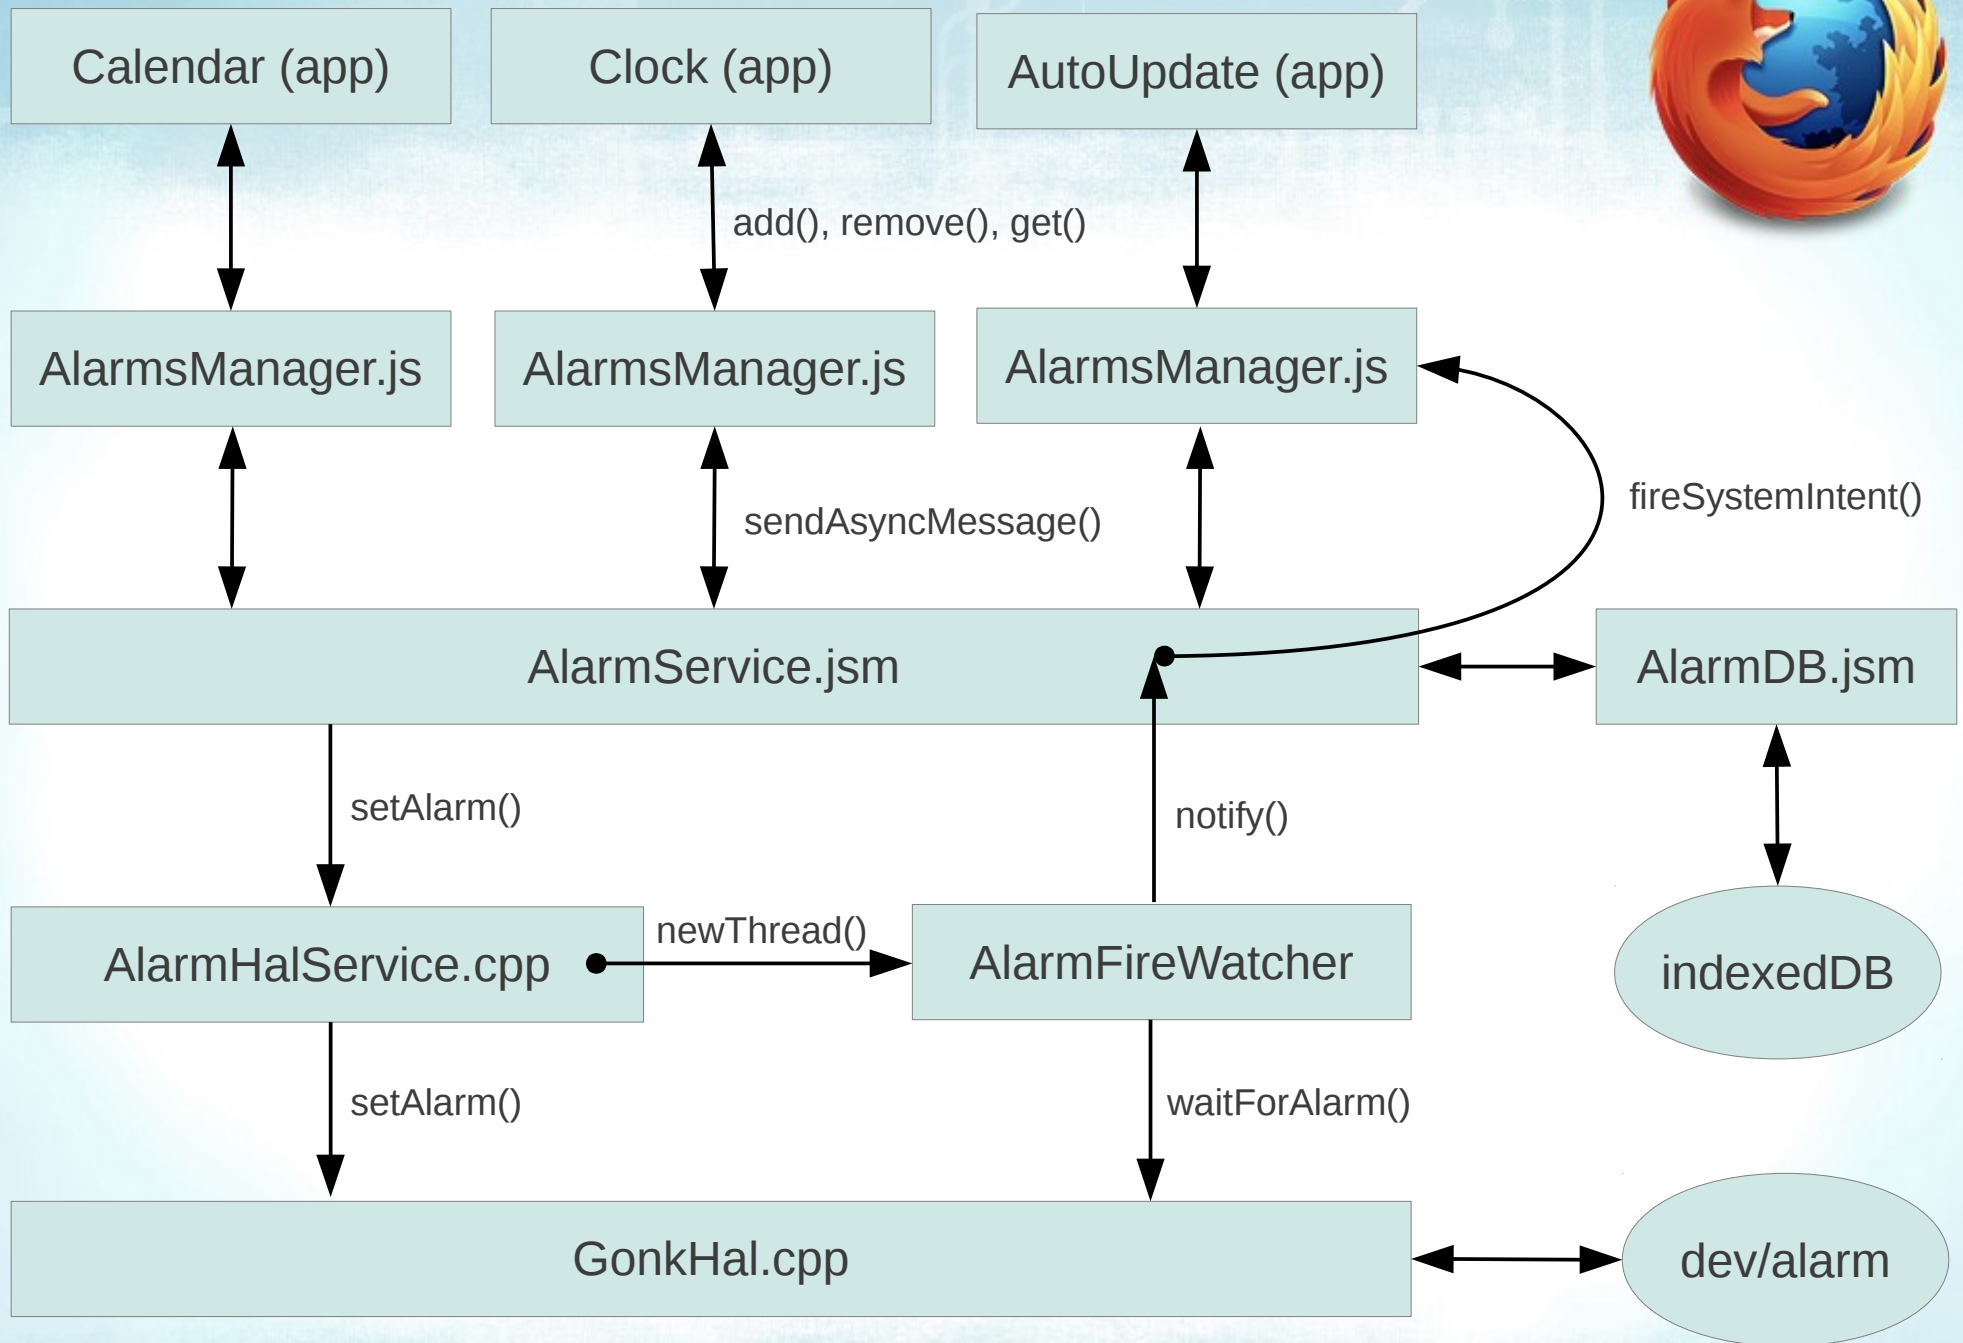 Calendar (app)
Clock (app)
AutoUpdate (app)
add(), remove(), get()
AlarmsManager.js
AlarmsManager.js
AlarmsManager.js
sendAsyncMessage()
fireSystemIntent()
AlarmService.jsm
AlarmDB.jsm
setAlarm()
notify()
AlarmHalService.cpp
newThread()
AlarmFireWatcher
indexedDB
setAlarm()
waitForAlarm()
GonkHal.cpp
dev/alarm